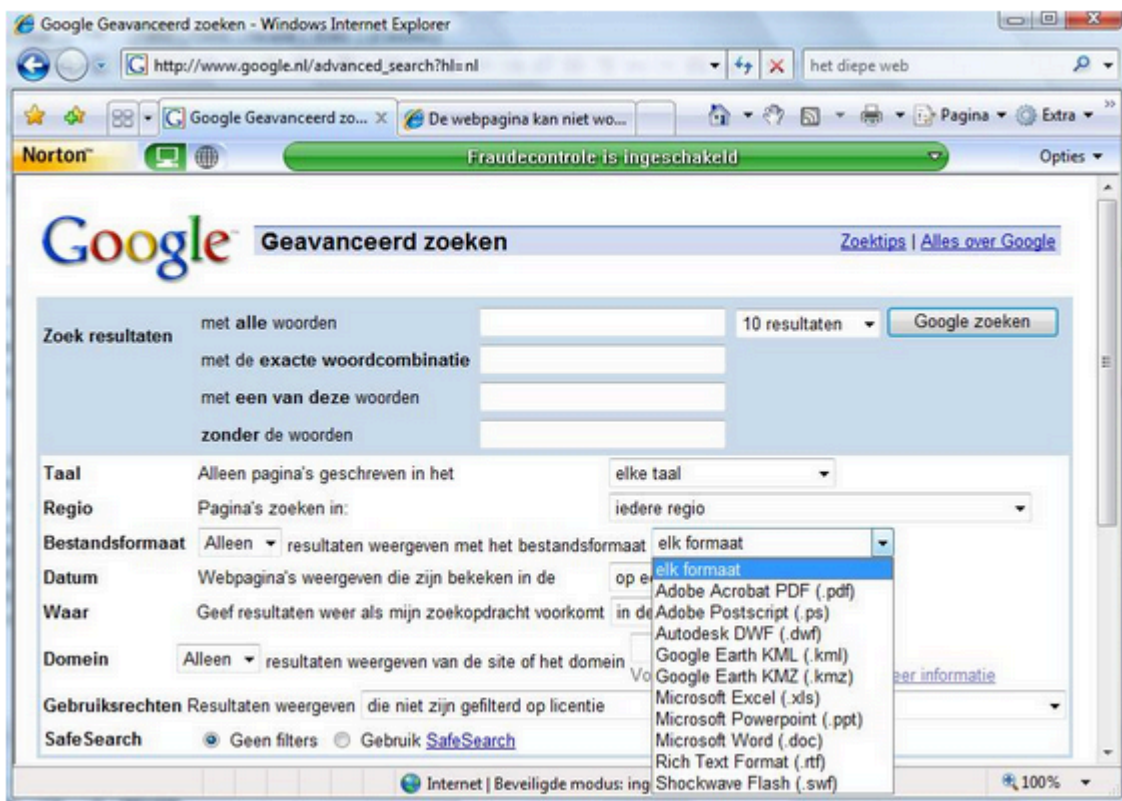 Google Geavanceerd zoeken - Windows Internet Explorer
http://www.google.nl/advanced_search?hl=nl het diepe web
Google Geavanceerd zo... X De webpagina kan niet wo... Pagina Extra
Norton Fraudecontrole is ingeschakeld Opties
Google Geavanceerd zoeken Zoektips | Alles over Google
Zoek resultaten met alle woorden 10 resultaten Google zoeken
met de exacte woordcombinatie
met een van deze woorden
zonder de woorden
Taal Alleen pagina's geschreven in het elke taal
Regio Pagina's zoeken in: iedere regio
Bestandsformaat Alleen resultaten weergeven met het bestandsformaat elk formaat
elk formaat
Datum Webpagina's weergeven die zijn bekeken in de op Adobe Acrobat PDF (.pdf)
Waar Geef resultaten weer als mijn zoekopdracht voorkomt in de Adobe Postscript (.ps)
Autodesk DWF (.dwf)
Google Earth KML (.kml)
Domein Alleen resultaten weergeven van de site of het domein
Google Earth KMZ (.kmz) informatie
Microsoft Excel (.xls)
Gebruiksrechten Resultaten weergeven die niet zijn gefilterd op licentie
Microsoft Powerpoint (.ppt)
SafeSearch Geen filters Gebruik SafeSearch Microsoft Word (.doc)
Rich Text Format (.rtf)
Internet | Beveiligde modus: ing Shockwave Flash (.swf) 100%